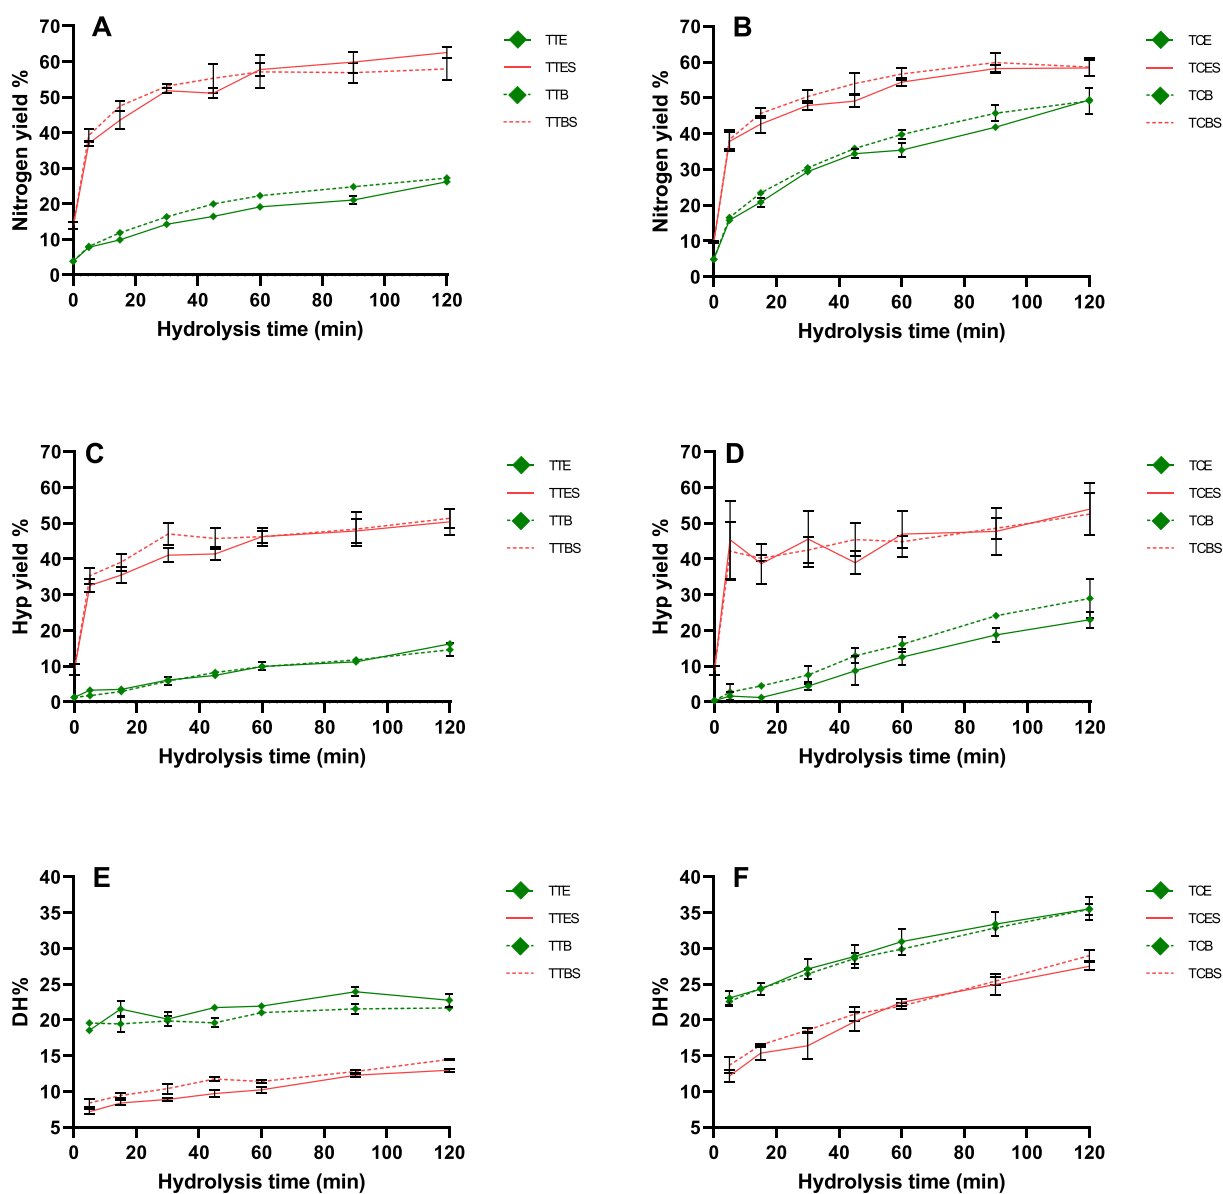 A
Nitrogen yield %
70
60
50
40
30
20
10
0
0 20 40 60 80 100 120
Hydrolysis time (min)
TTE
TTES
TTB
TTBS
B
Nitrogen yield %
70
60
50
40
30
20
10
0
0 20 40 60 80 100 120
Hydrolysis time (min)
TCE
TCES
TCB
TCBS
C
Hyp yield %
70
60
50
40
30
20
10
0
0 20 40 60 80 100 120
Hydrolysis time (min)
TTE
TTES
TTB
TTBS
D
Hyp yield %
70
60
50
40
30
20
10
0
0 20 40 60 80 100 120
Hydrolysis time (min)
TCE
TCES
TCB
TCBS
E
DH%
40
35
30
25
20
15
10
5
0 20 40 60 80 100 120
Hydrolysis time (min)
TTE
TTES
TTB
TTBS
F
DH%
40
35
30
25
20
15
10
5
0 20 40 60 80 100 120
Hydrolysis time (min)
TCE
TCES
TCB
TCBS